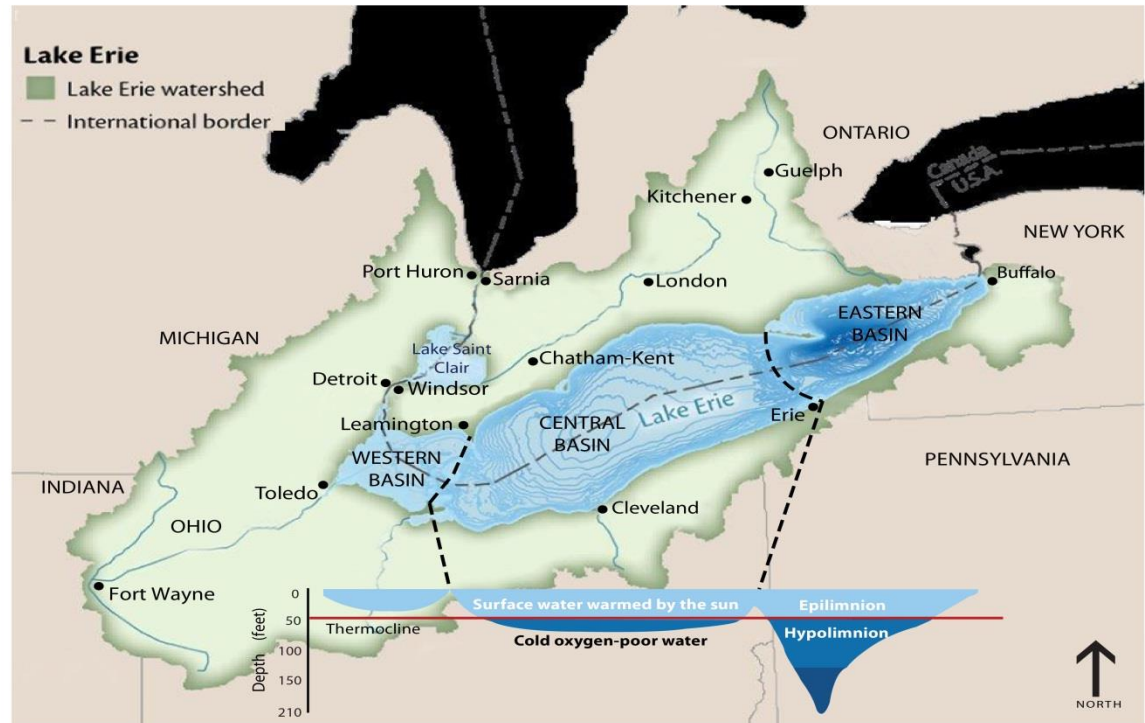 Lake Erie
Lake Erie watershed
International border
ONTARIO
Canada
U.S.A.
Guelph
Kitchener
NEW YORK
Port Huron
Sarnia
London
Buffalo
EASTERN
BASIN
MICHIGAN
Lake Saint
Clair
Chatham-Kent
Detroit
Windsor
Lake Erie
Erie
Leamington
CENTRAL
BASIN
WESTERN
BASIN
PENNSYLVANIA
INDIANA
Toledo
Cleveland
OHIO
Fort Wayne
0
Surface water warmed by the sun
Epilimnion
50
Thermocline
Cold oxygen-poor water
Hypolimnion
Depth (feet)
100
150
210
NORTH